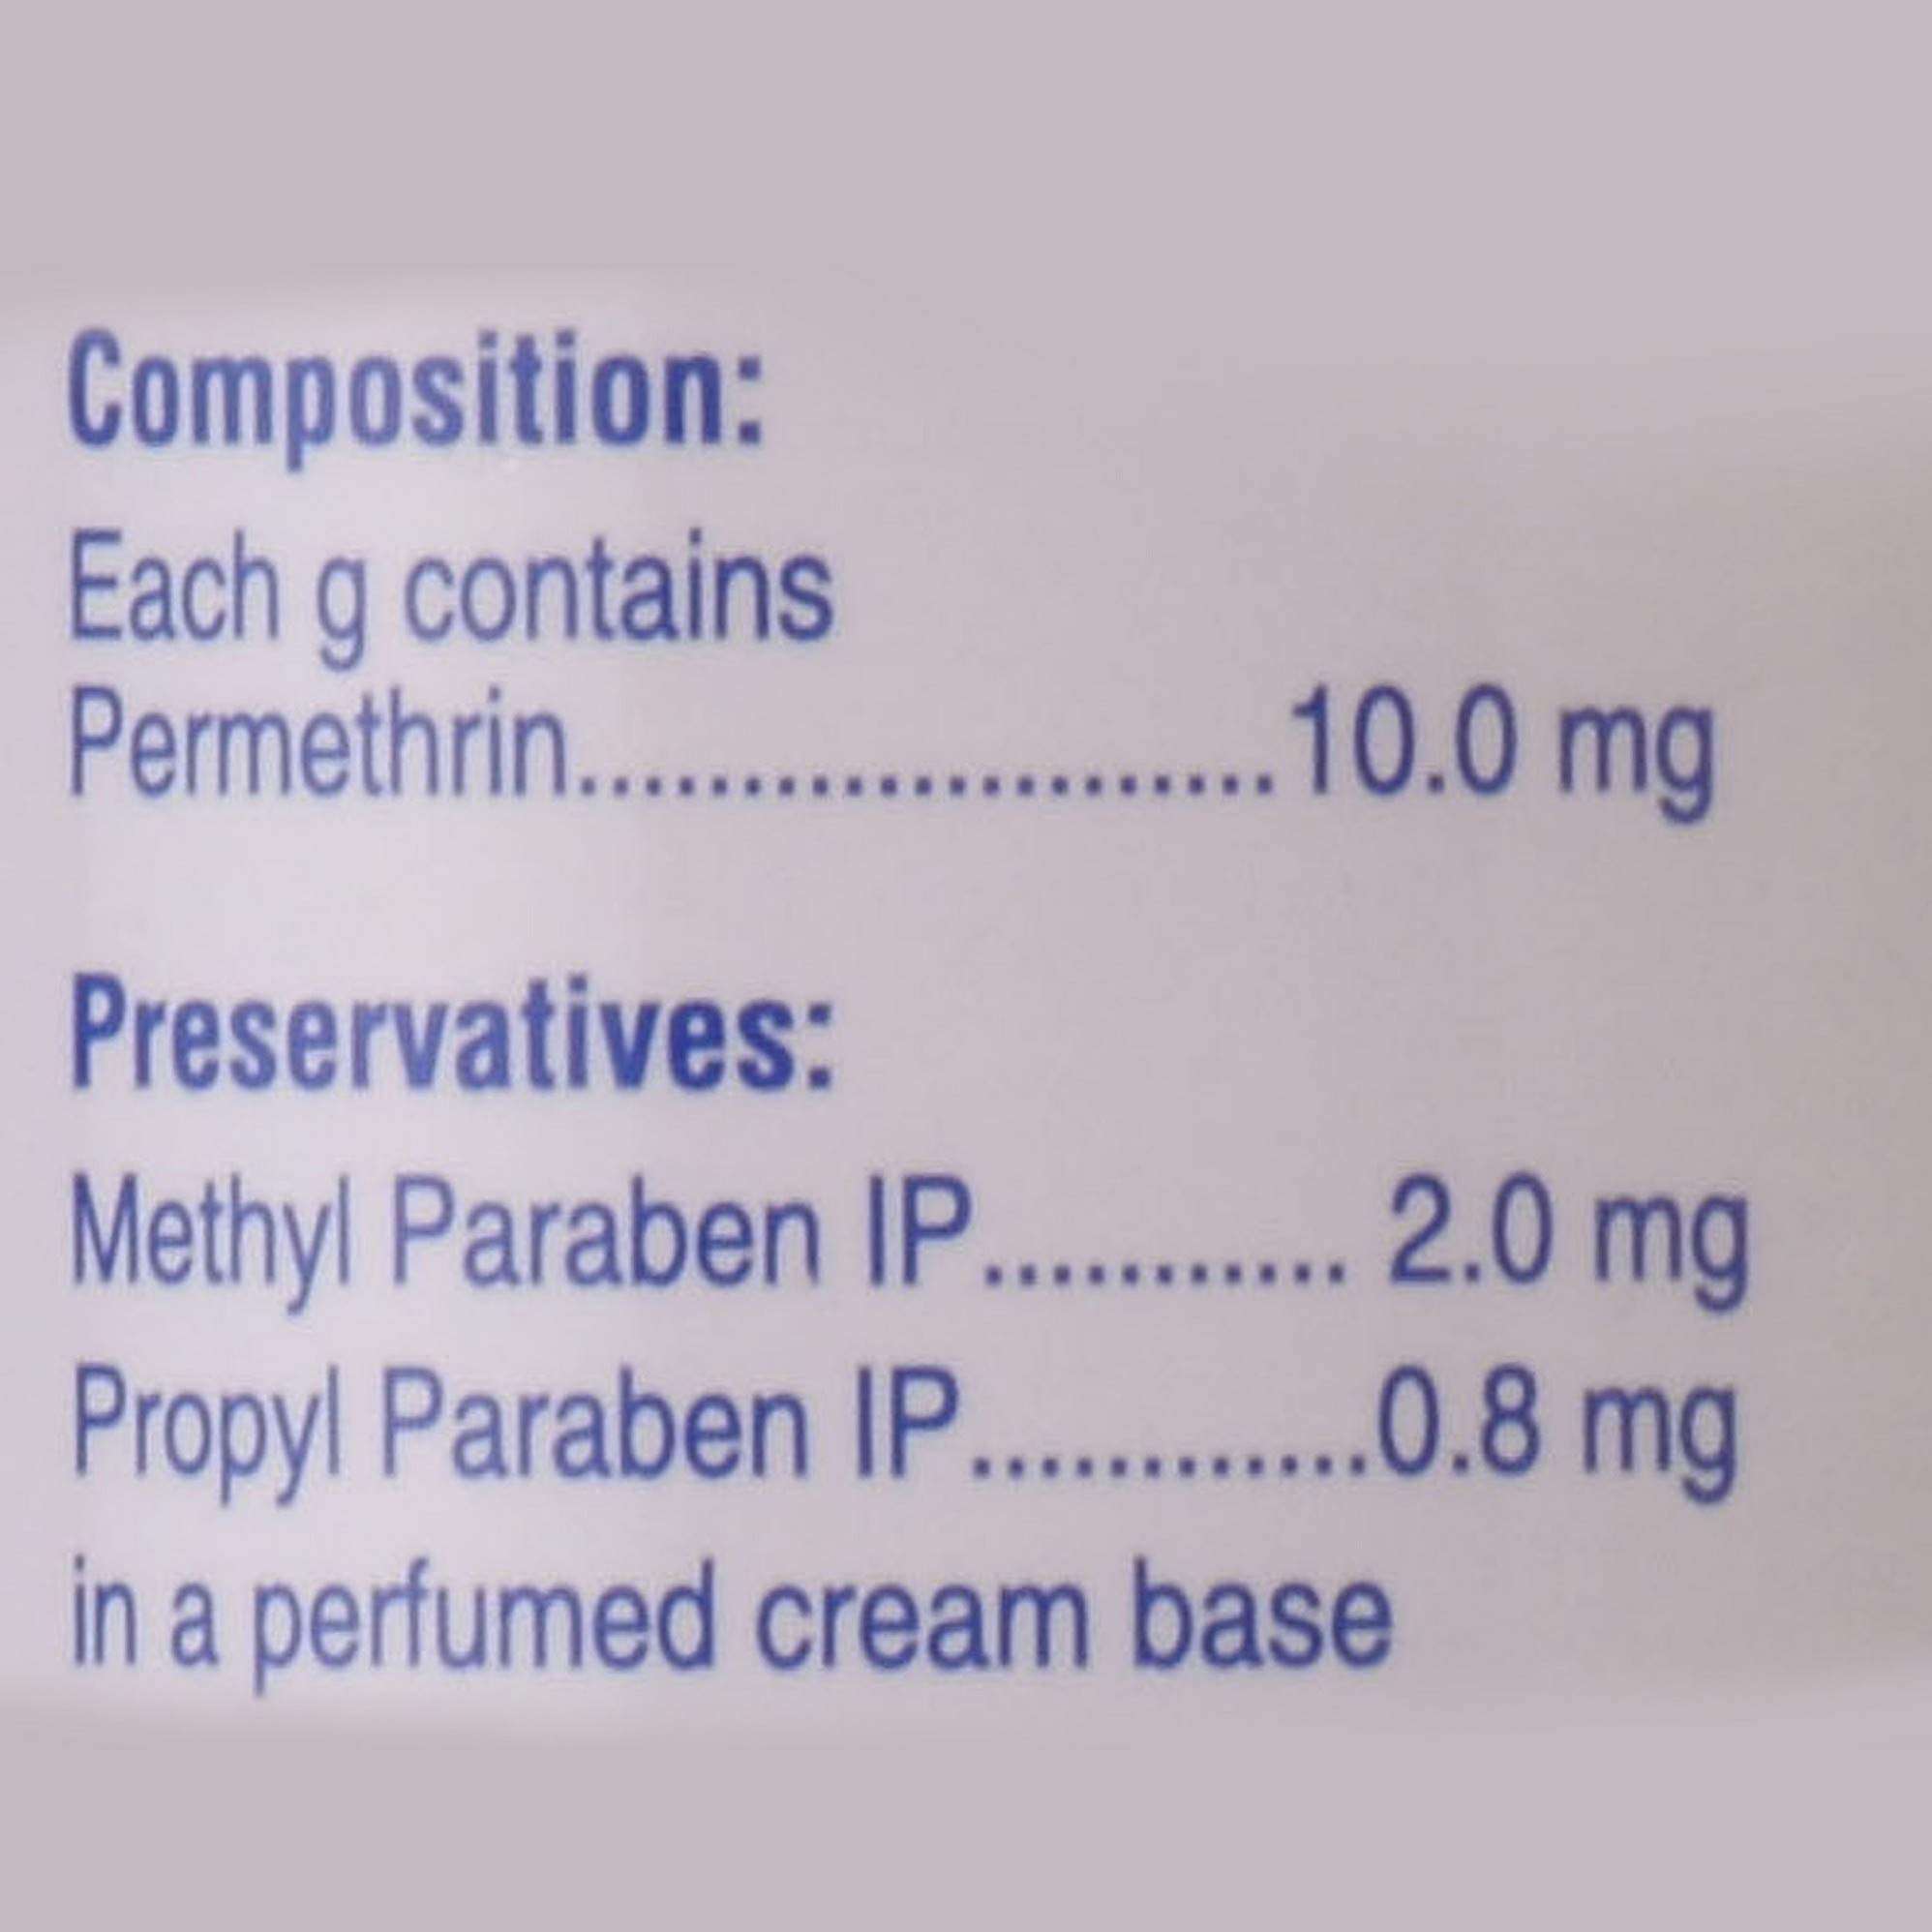 Composition:
Each g contains
Permethrin.....................10.0 mg
Preservatives:
Methyl Paraben IP........... 2.0 mg
Propyl Paraben IP............0.8 mg
in a perfumed cream base